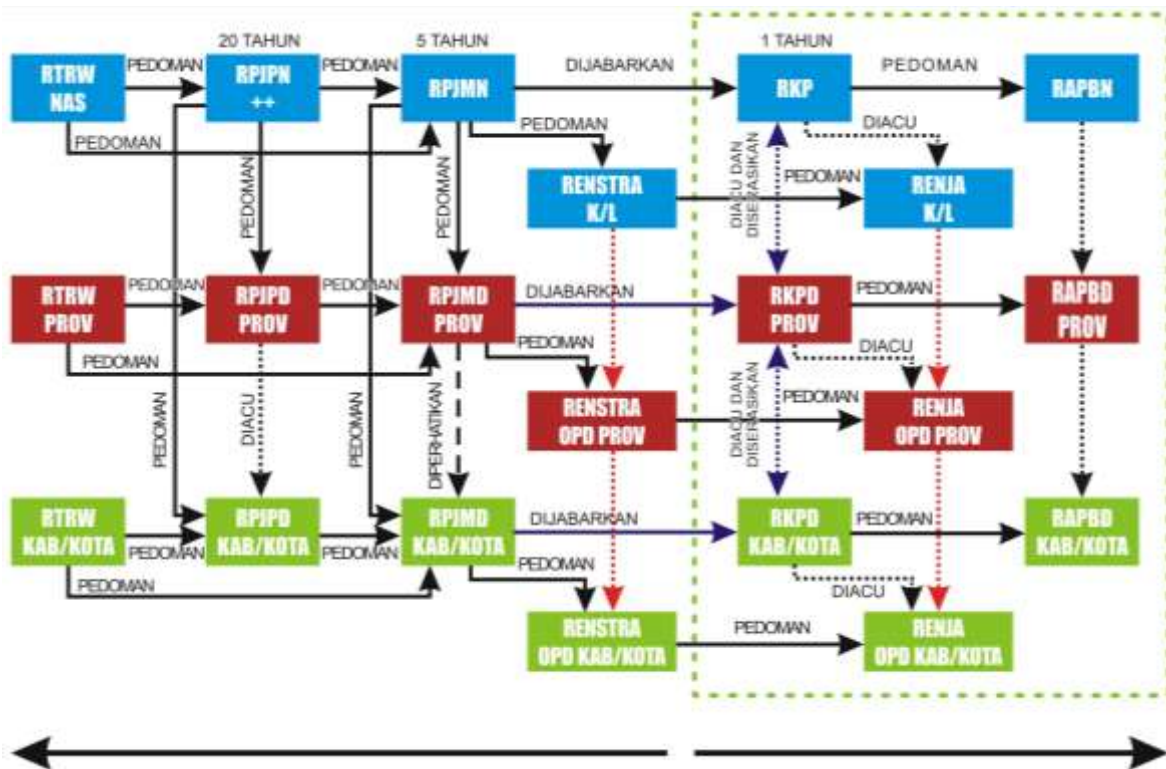 20 TAHUN
5 TAHUN
1 TAHUN
RTRW
NAS
PEDOMAN
RPJPN
++
PEDOMAN
RPJMN
DIJABARKAN
RKP
PEDOMAN
RAPBN
PEDOMAN
PEDOMAN
DIACU
RENSTRA
K/L
PEDOMAN
RENJA
K/L
PEDOMAN
PEDOMAN
DIACU DAN
DISERASIKAN
RTRW
PROV
PEDOMAN
RPJPD
PROV
PEDOMAN
RPJMD
PROV
DIJABARKAN
RKPD
PROV
PEDOMAN
RAPBD
PROV
PEDOMAN
PEDOMAN
DIACU
RENSTRA
OPD PROV
PEDOMAN
RENJA
OPD PROV
PEDOMAN
DIACU
PEDOMAN
DIPERHATIKAN
DIACU DAN
DISERASIKAN
RTRW
KAB/KOTA
PEDOMAN
RPJPD
KAB/KOTA
PEDOMAN
RPJMD
KAB/KOTA
DIJABARKAN
RKPD
KAB/KOTA
PEDOMAN
RAPBD
KAB/KOTA
PEDOMAN
PEDOMAN
DIACU
RENSTRA
OPD KAB/KOTA
PEDOMAN
RENJA
OPD KAB/KOTA